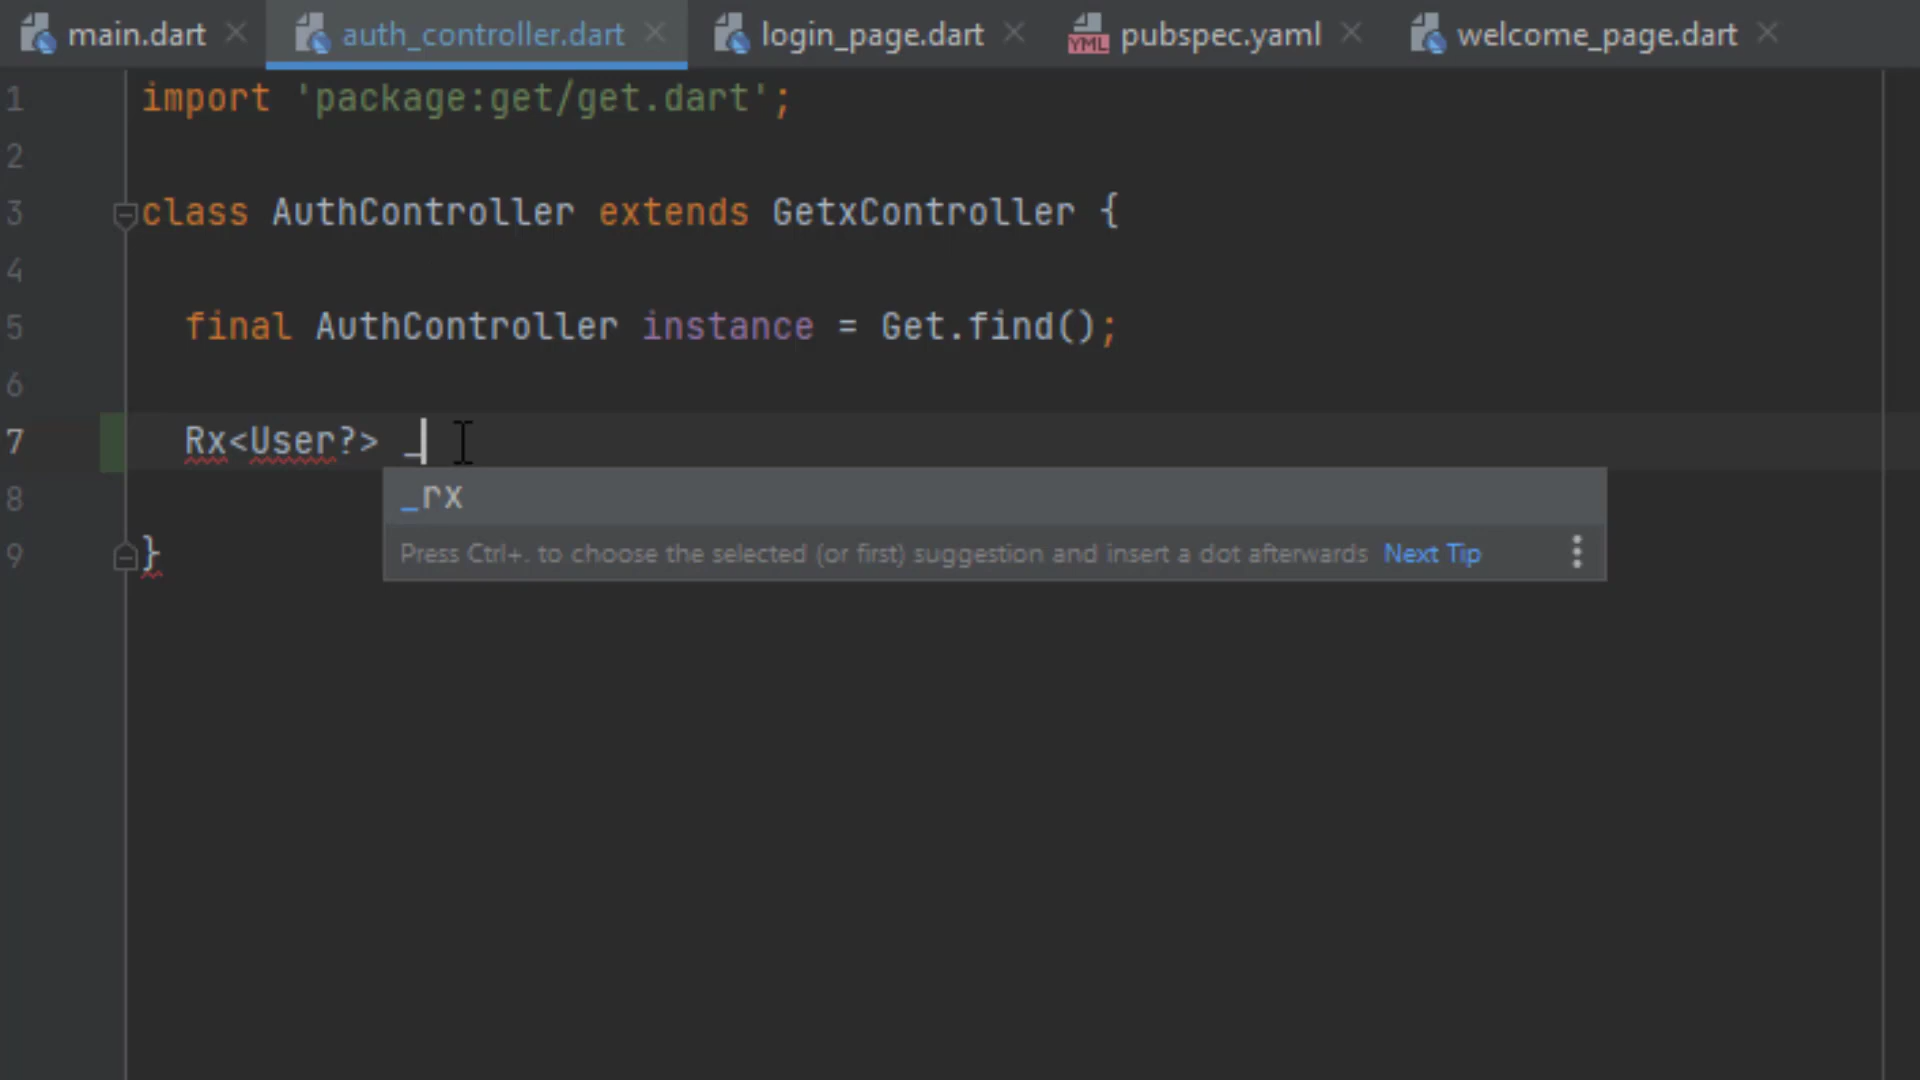 main.dart auth_controller.dart login_page.dart YML pubspec.yaml welcome_page.dart
1 import 'package:get/get.dart';
2
3 class AuthController extends GetxController {
4
5 final AuthController instance = Get.find();
6
7 Rx<User?> _
_rx
8
Press Ctrl+. to choose the selected (or first) suggestion and insert a dot afterwards Next Tip
9 }